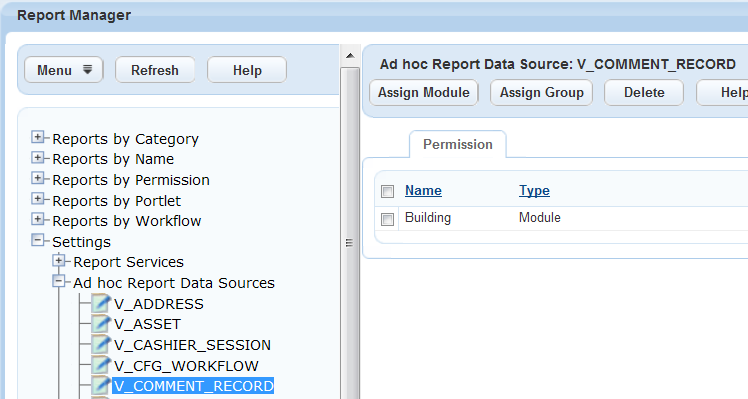 Report Manager
Menu Refresh Help
Reports by Category
Reports by Name
Reports by Permission
Reports by Portlet
Reports by Workflow
Settings
Report Services
Ad hoc Report Data Sources
V_ADDRESS
V_ASSET
V_CASHIER_SESSION
V_CFG_WORKFLOW
V_COMMENT_RECORD
Ad hoc Report Data Source: V_COMMENT_RECORD
Assign Module Assign Group Delete Help
Permission
Name Type
Building Module